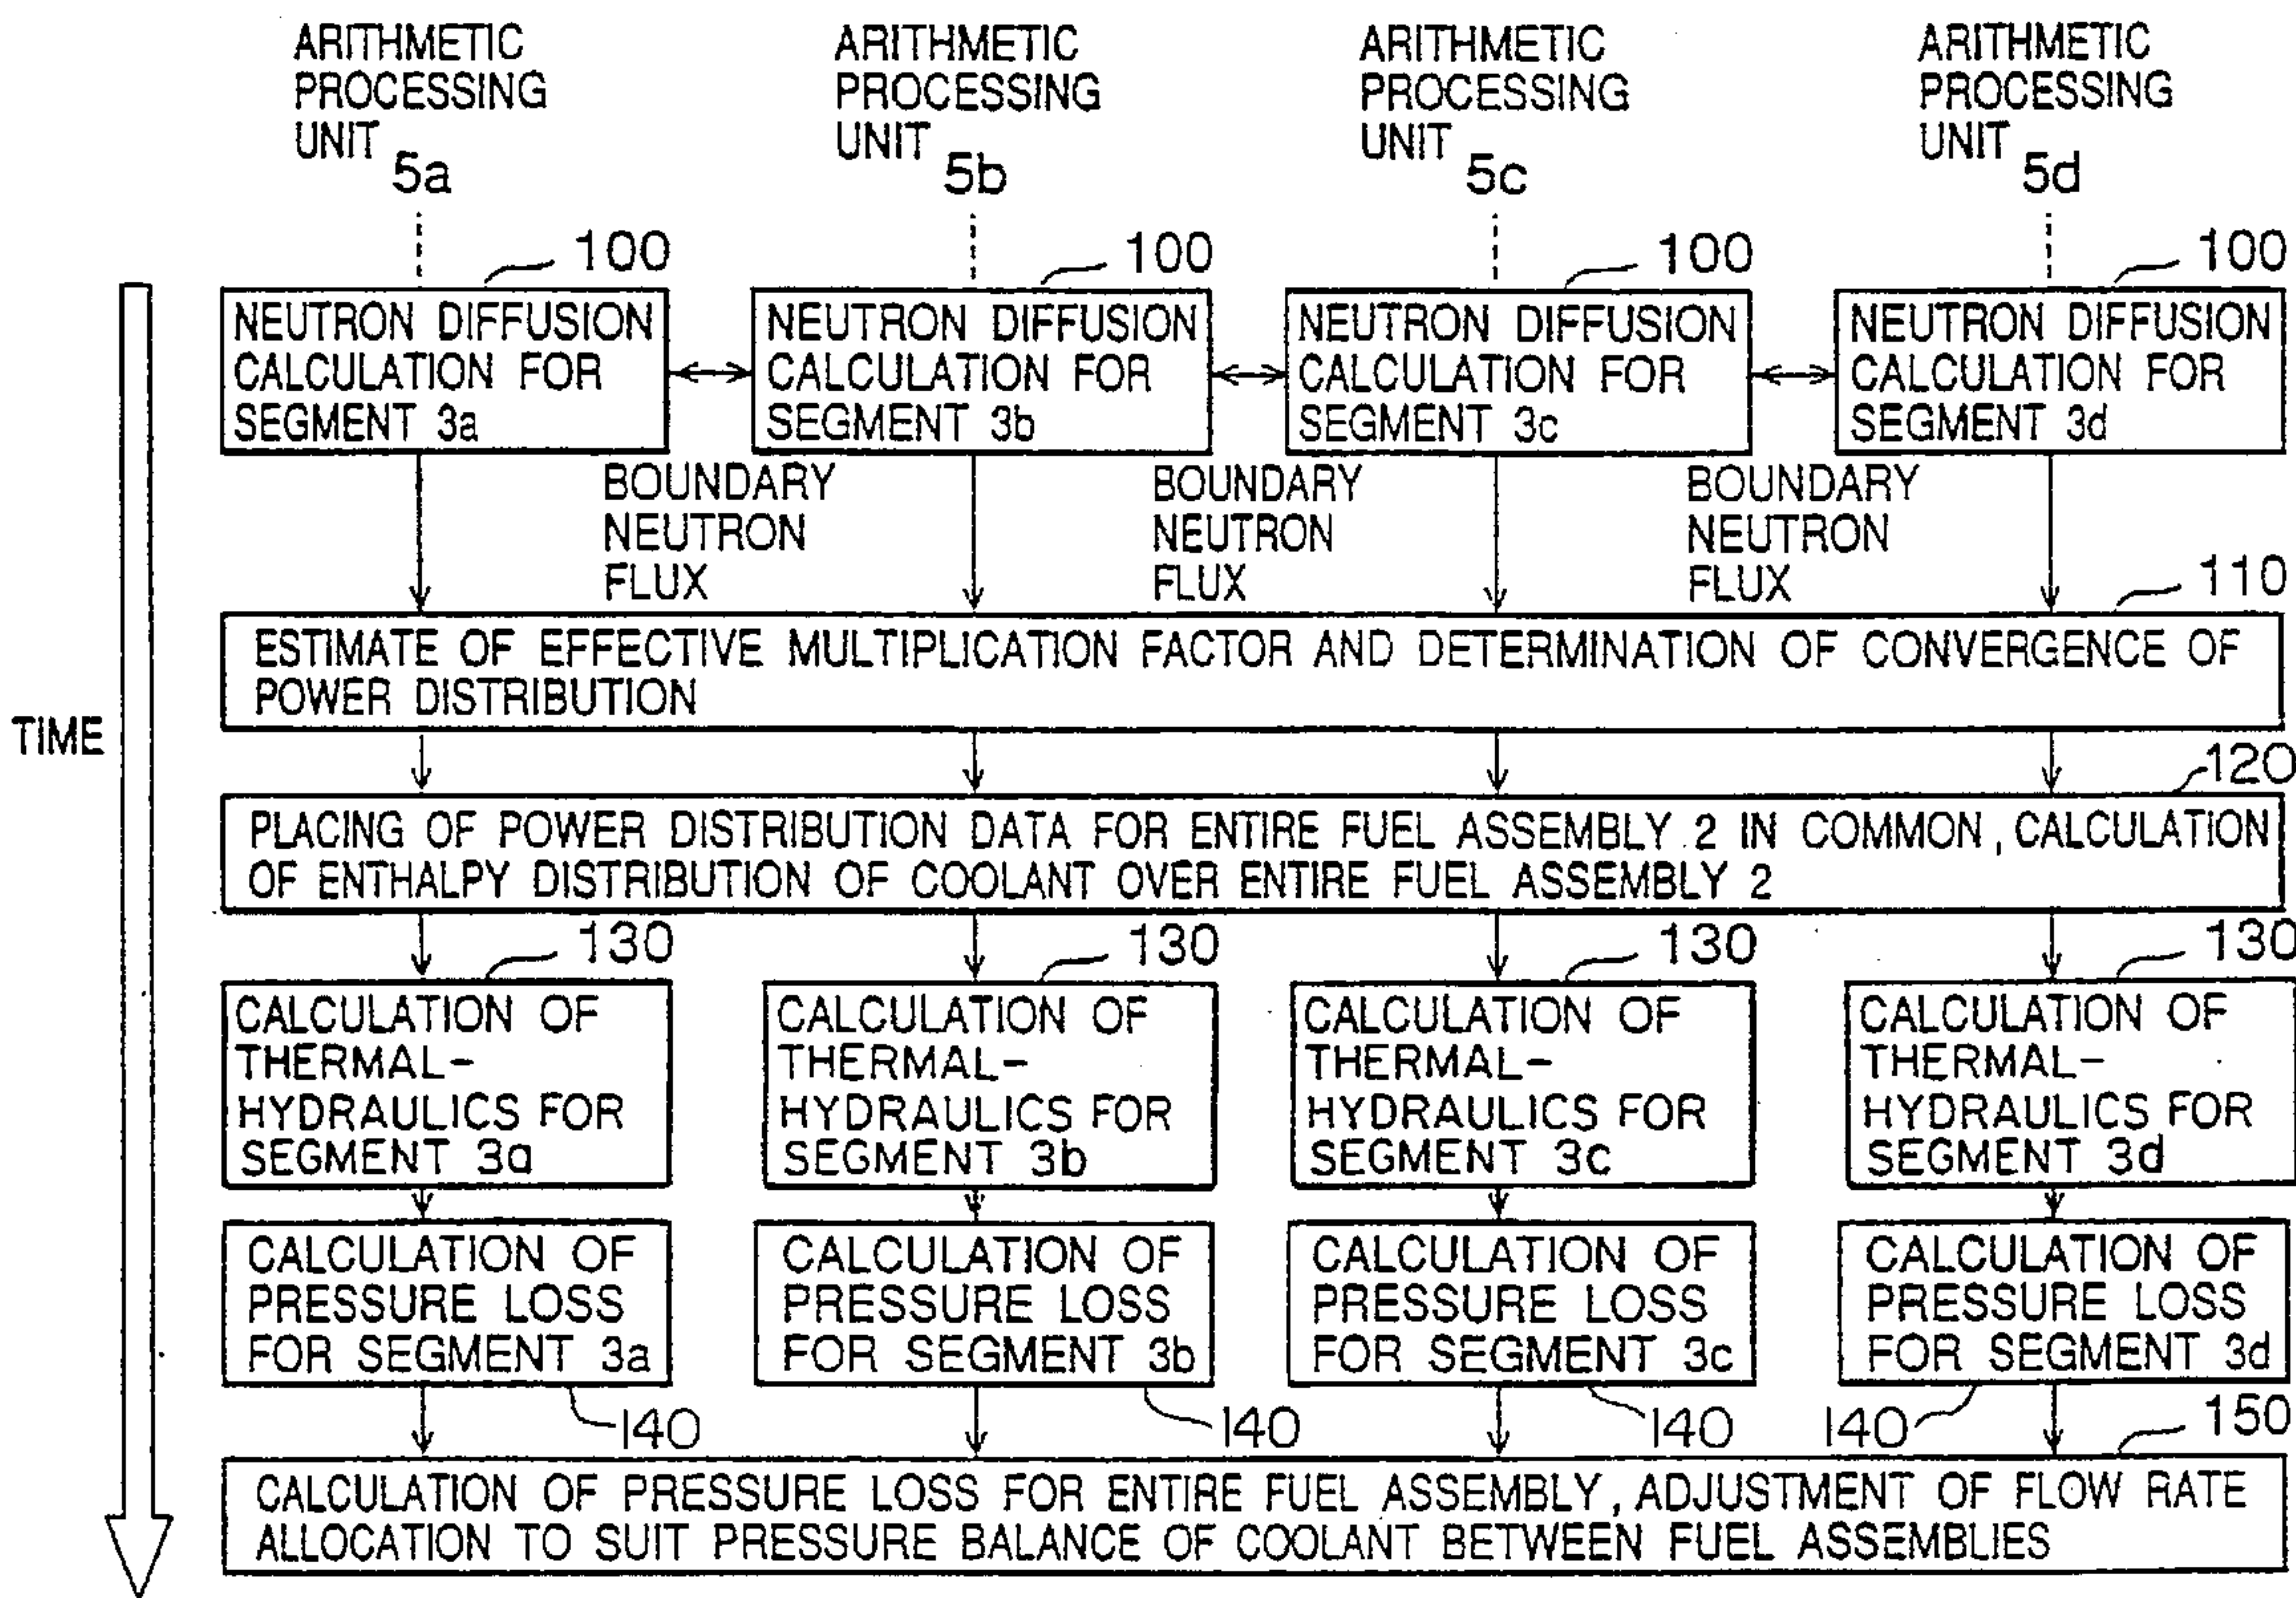 ARITHMETIC
PROCESSING
UNIT 5a
ARITHMETIC
PROCESSING
UNIT 5b
ARITHMETIC
PROCESSING
UNIT 5c
ARITHMETIC
PROCESSING
UNIT 5d
100
100
100
100
NEUTRON DIFFUSION
CALCULATION FOR
SEGMENT 3a
NEUTRON DIFFUSION
CALCULATION FOR
SEGMENT 3b
NEUTRON DIFFUSION
CALCULATION FOR
SEGMENT 3c
NEUTRON DIFFUSION
CALCULATION FOR
SEGMENT 3d
BOUNDARY
NEUTRON
FLUX
BOUNDARY
NEUTRON
FLUX
BOUNDARY
NEUTRON
FLUX
110
ESTIMATE OF EFFECTIVE MULTIPLICATION FACTOR AND DETERMINATION OF CONVERGENCE OF
POWER DISTRIBUTION
TIME
120
PLACING OF POWER DISTRIBUTION DATA FOR ENTIRE FUEL ASSEMBLY 2 IN COMMON, CALCULATION
OF ENTHALPY DISTRIBUTION OF COOLANT OVER ENTIRE FUEL ASSEMBLY 2
130
130
130
130
CALCULATION OF
THERMAL-
HYDRAULICS FOR
SEGMENT 3a
CALCULATION OF
THERMAL-
HYDRAULICS FOR
SEGMENT 3b
CALCULATION OF
THERMAL-
HYDRAULICS FOR
SEGMENT 3c
CALCULATION OF
THERMAL-
HYDRAULICS FOR
SEGMENT 3d
CALCULATION OF
PRESSURE LOSS
FOR SEGMENT 3a
CALCULATION OF
PRESSURE LOSS
FOR SEGMENT 3b
CALCULATION OF
PRESSURE LOSS
FOR SEGMENT 3c
CALCULATION OF
PRESSURE LOSS
FOR SEGMENT 3d
140
140
140
140
150
CALCULATION OF PRESSURE LOSS FOR ENTIRE FUEL ASSEMBLY, ADJUSTMENT OF FLOW RATE
ALLOCATION TO SUIT PRESSURE BALANCE OF COOLANT BETWEEN FUEL ASSEMBLIES